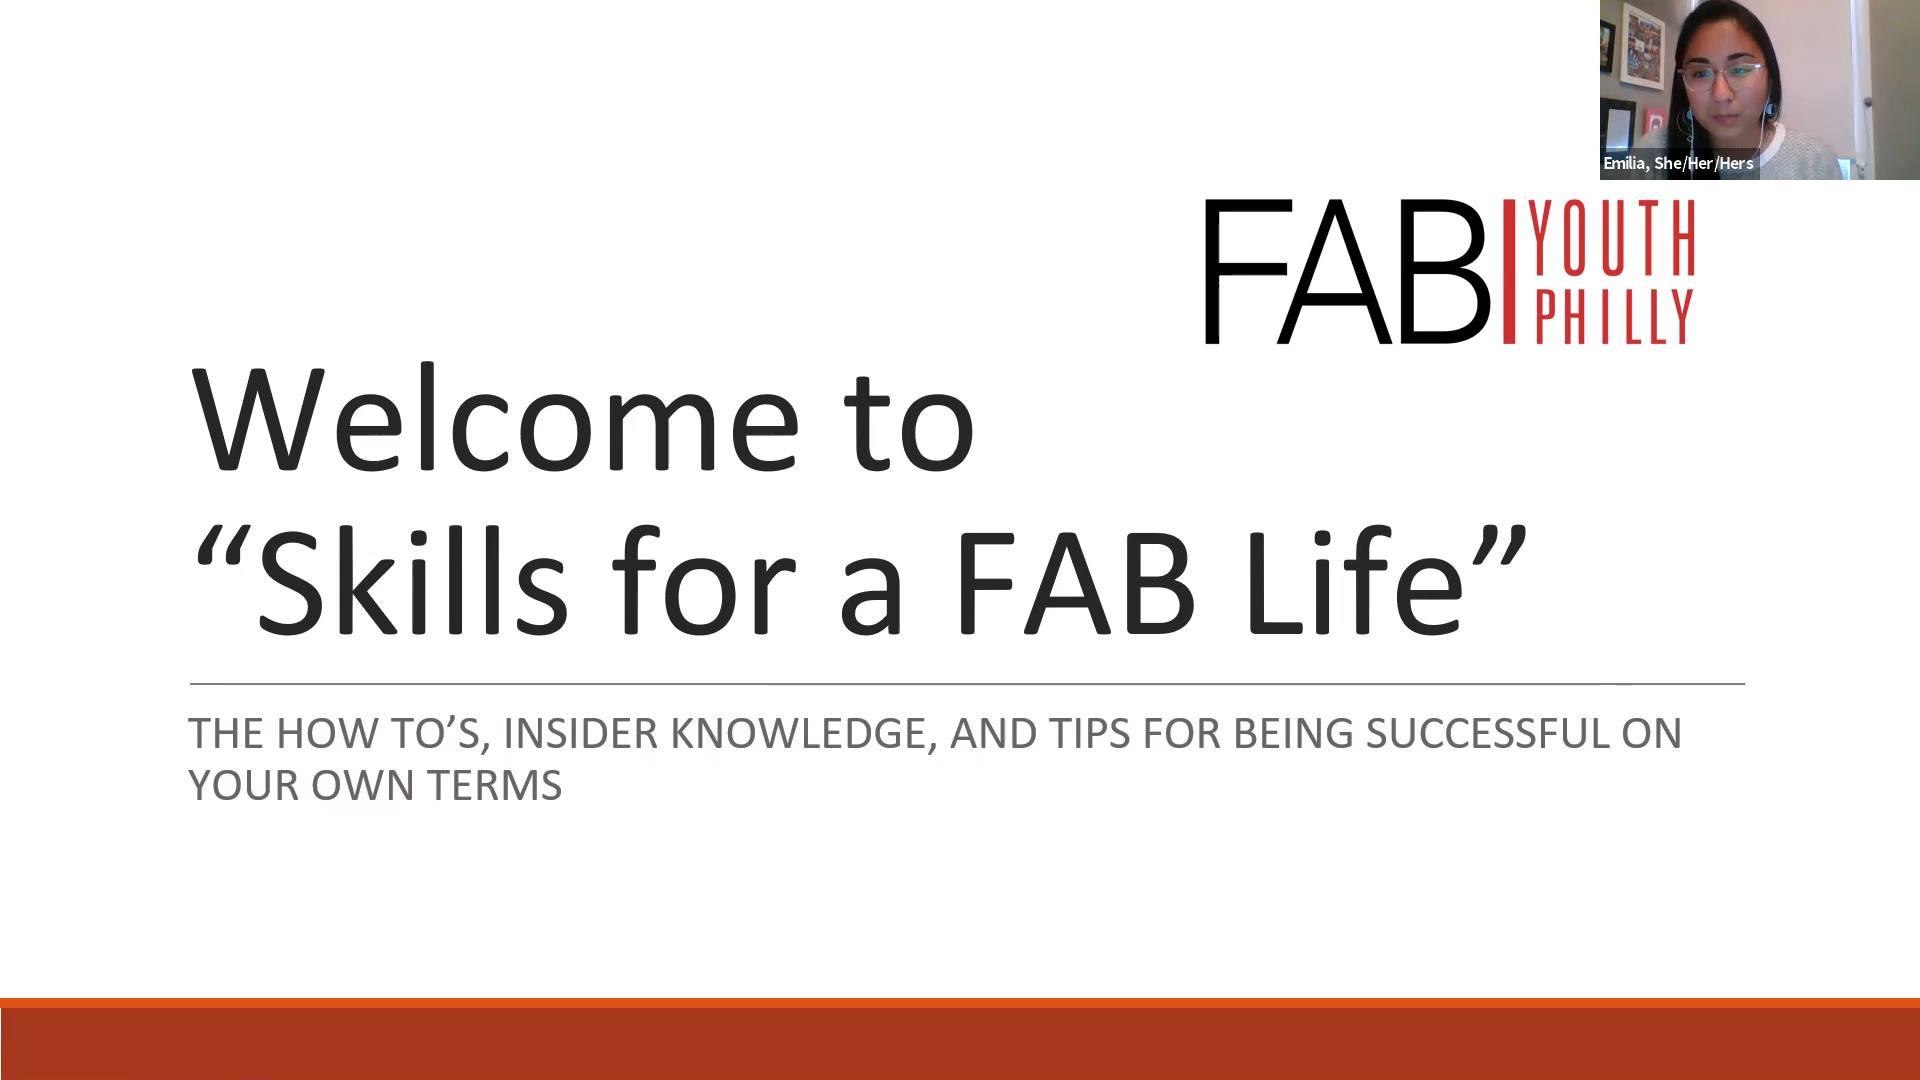 Emilia, She/Her/Hers
FAB
YOUTH
PHILLY
Welcome to
“Skills for a FAB Life”
THE HOW TO’S, INSIDER KNOWLEDGE, AND TIPS FOR BEING SUCCESSFUL ON
YOUR OWN TERMS